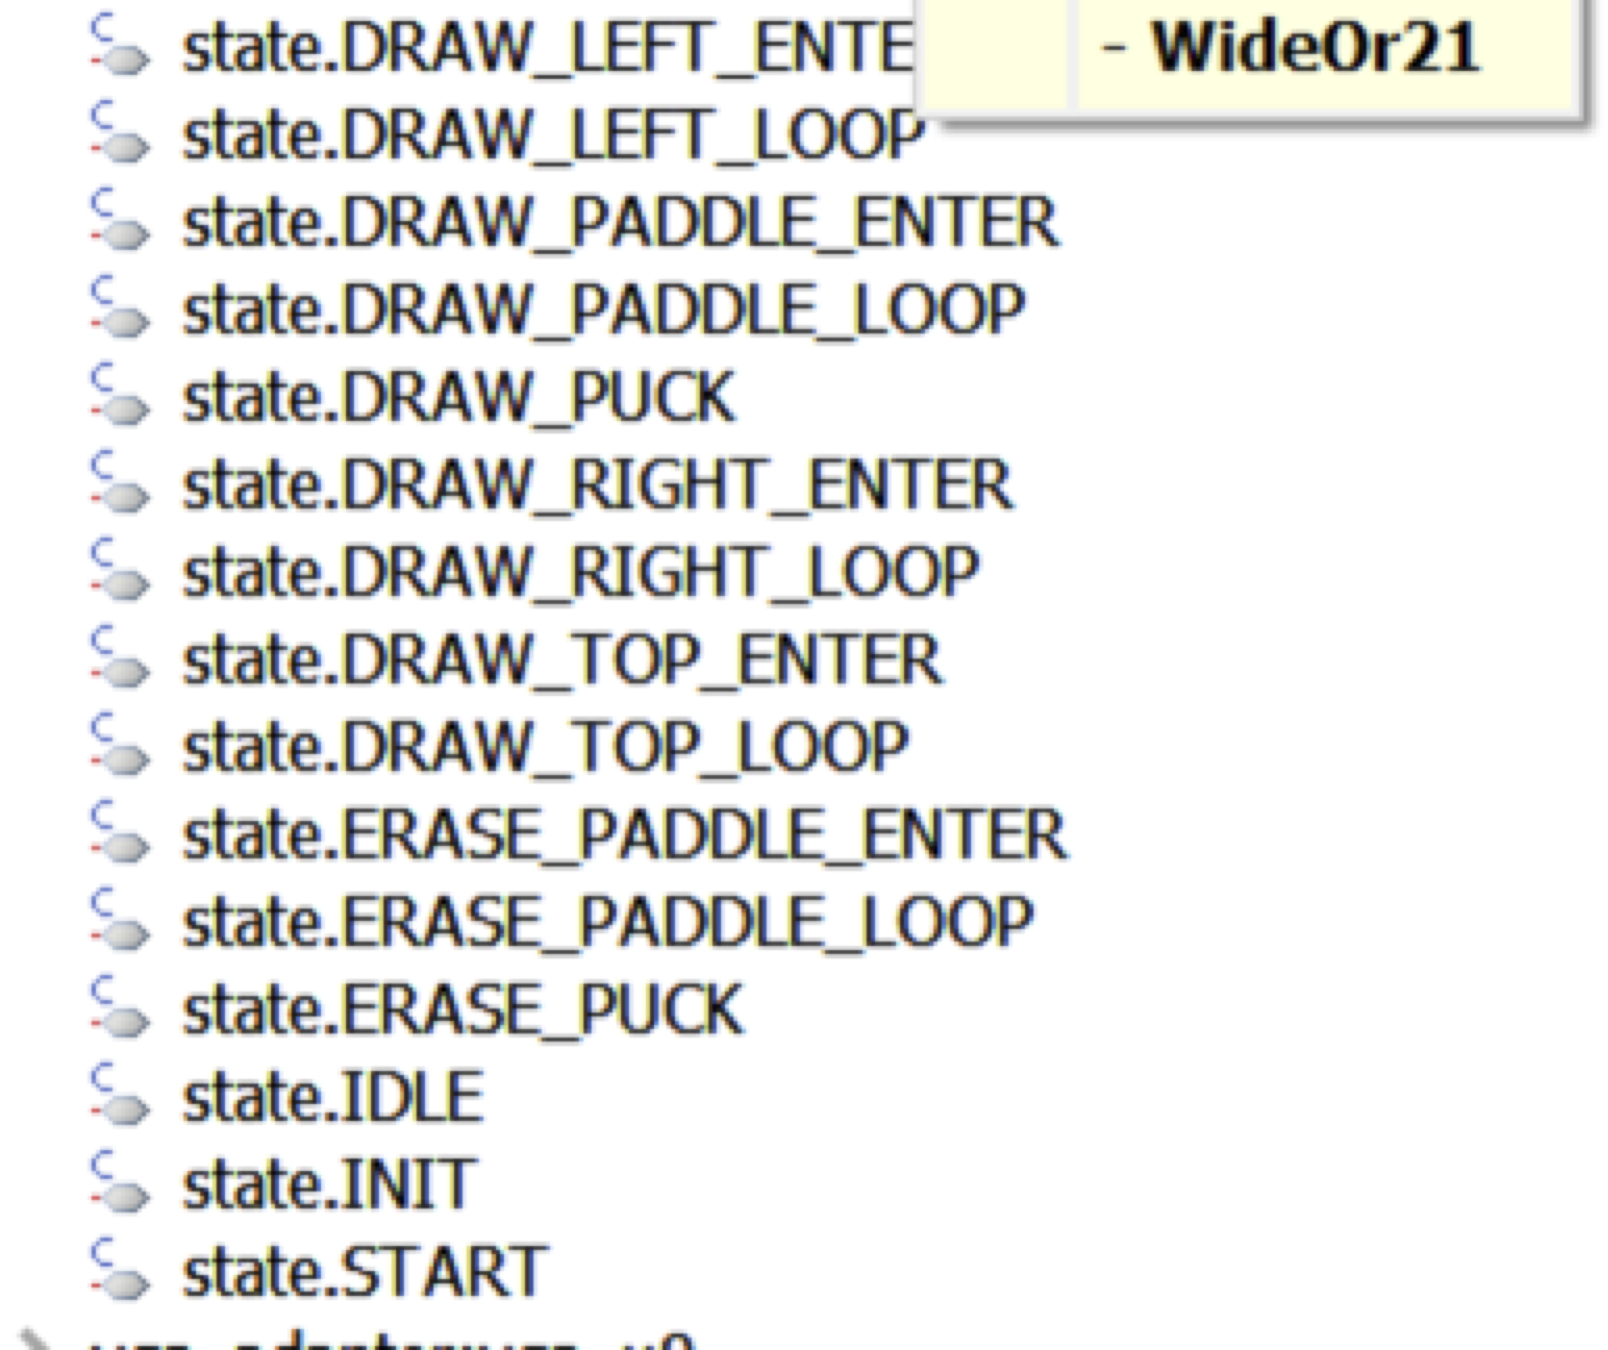 state.DRAW_LEFT_ENTE
- WideOr21
state.DRAW_LEFT_LOOP
state.DRAW_PADDLE_ENTER
state.DRAW_PADDLE_LOOP
state.DRAW_PUCK
state.DRAW_RIGHT_ENTER
state.DRAW_RIGHT_LOOP
state.DRAW_TOP_ENTER
state.DRAW_TOP_LOOP
state.ERASE_PADDLE_ENTER
state.ERASE_PADDLE_LOOP
state.ERASE_PUCK
state.IDLE
state.INIT
state.START